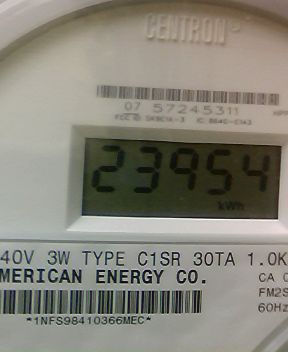 CENTRON®
07 57245311
23954
kWh
40V 3W TYPE C1SR 30TA 1.0K
MERICAN ENERGY CO.
CA 0
FM2S
60Hz
*1NFS98410366MEC*